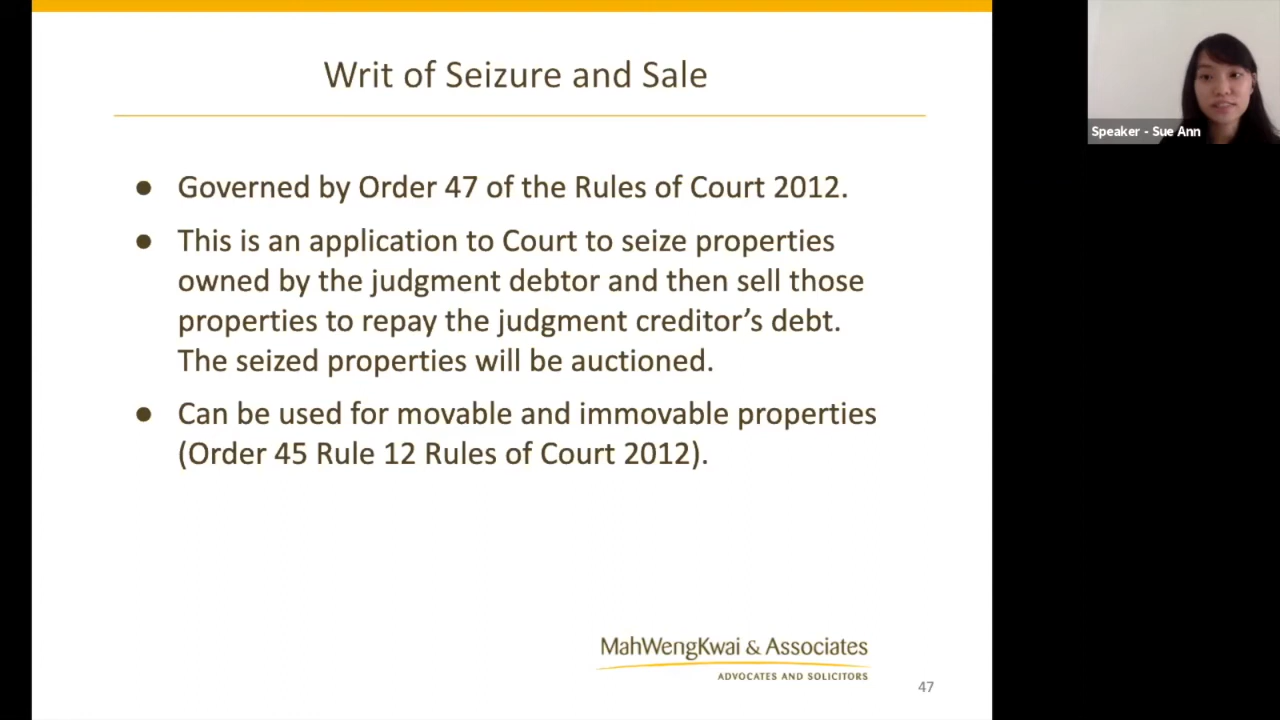 Writ of Seizure and Sale
● Governed by Order 47 of the Rules of Court 2012.
● This is an application to Court to seize properties
owned by the judgment debtor and then sell those
properties to repay the judgment creditor’s debt.
The seized properties will be auctioned.
● Can be used for movable and immovable properties
(Order 45 Rule 12 Rules of Court 2012).
MahWengKwai & Associates
ADVOCATES AND SOLICITORS
47
Speaker - Sue Ann